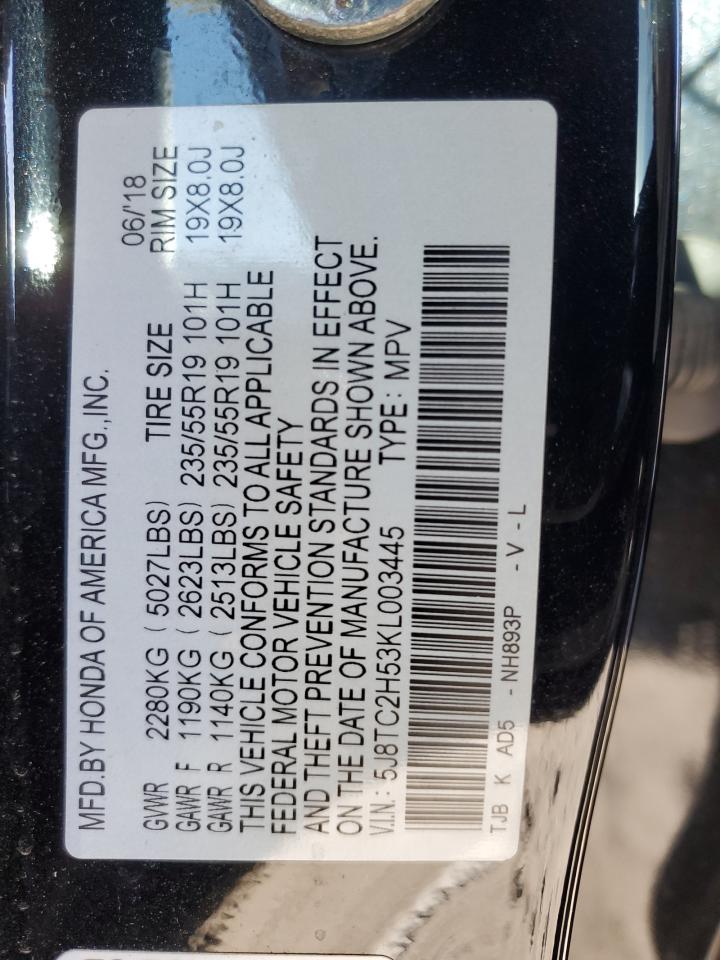 MFD.BY HONDA OF AMERICA MFG.,INC.
06/'18
GVWR 2280KG ( 5027LBS) TIRE SIZE RIM SIZE
GAWR F 1190KG ( 2623LBS) 235/55R19 101H 19X8.0J
GAWR R 1140KG ( 2513LBS) 235/55R19 101H 19X8.0J
THIS VEHICLE CONFORMS TO ALL APPLICABLE
FEDERAL MOTOR VEHICLE SAFETY
AND THEFT PREVENTION STANDARDS IN EFFECT
ON THE DATE OF MANUFACTURE SHOWN ABOVE.
V.I.N.: 5J8TC2H53KL003445 TYPE: MPV
TJB K AD5 - NH893P - V - L